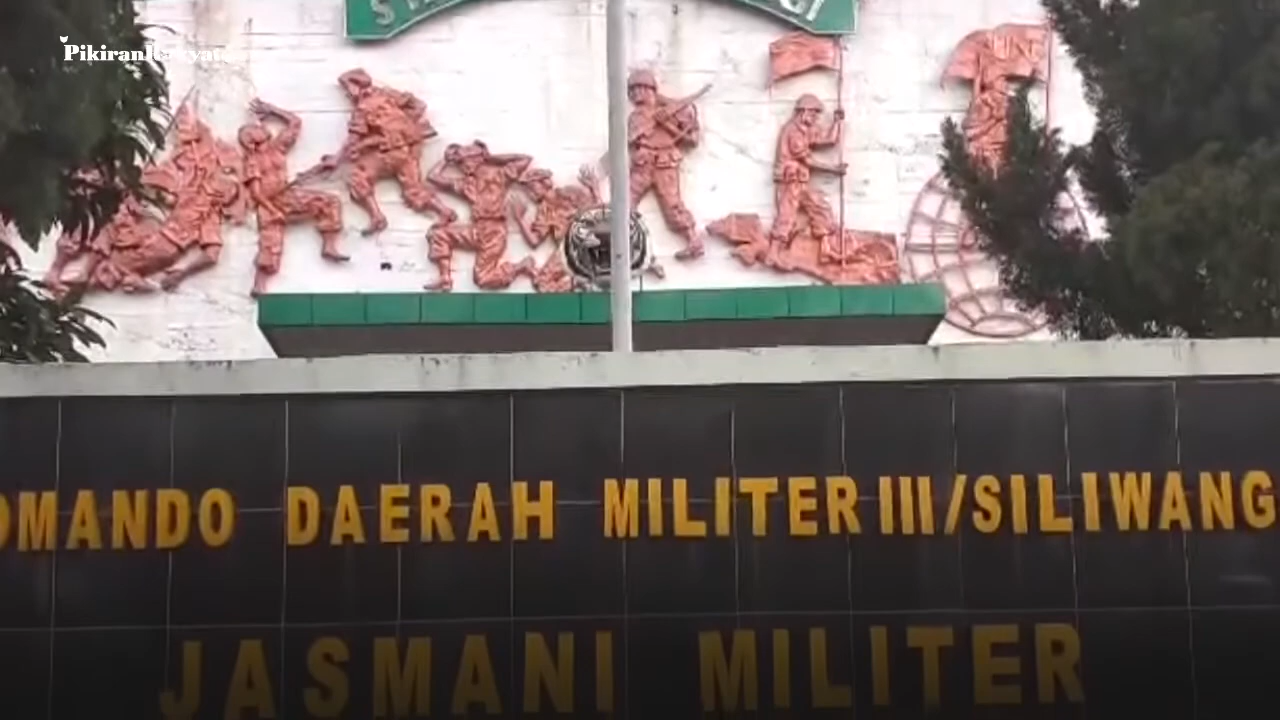 Pikiran Rakyat
OMANDO DAERAH MILITER III/SILIWANG
JASMANI MILITER